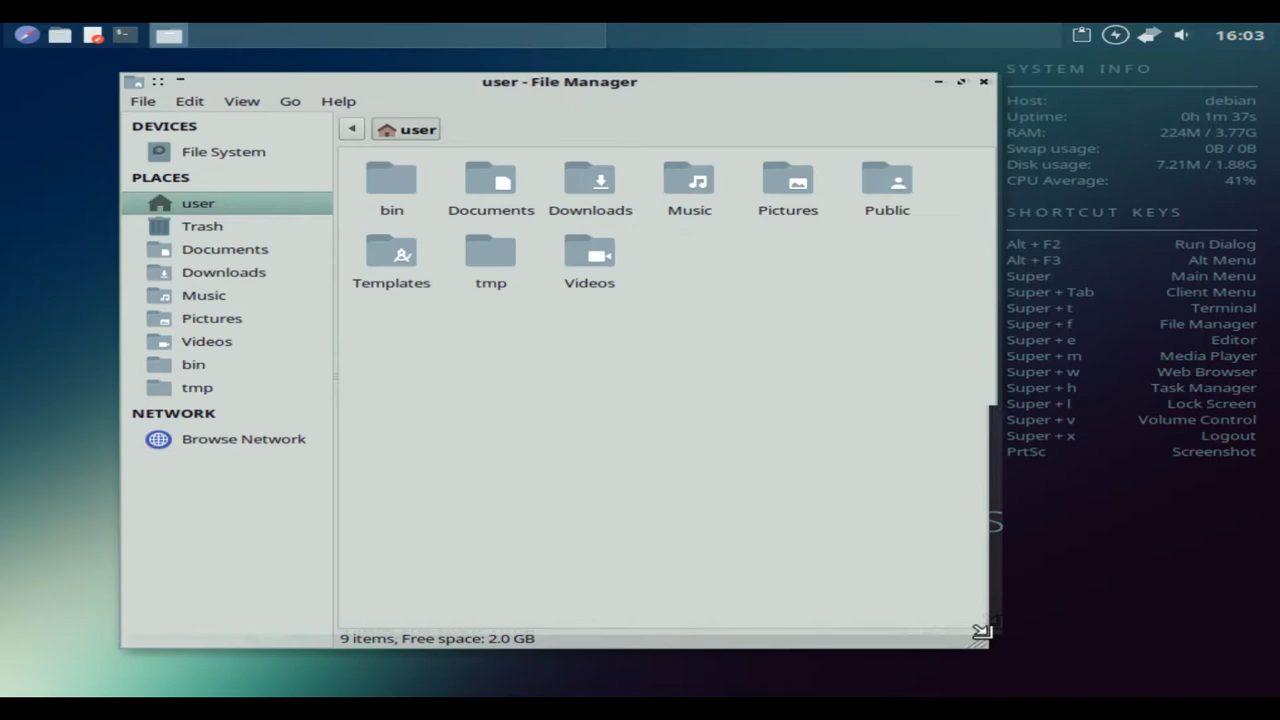 16:03
user - File Manager
File Edit View Go Help
DEVICES
File System
PLACES
user
Trash
Documents
Downloads
Music
Pictures
Videos
bin
tmp
NETWORK
Browse Network
user
bin Documents Downloads Music Pictures Public
Templates tmp Videos
9 items, Free space: 2.0 GB
SYSTEM INFO
Host: debian
Uptime: 0h 1m 37s
RAM: 224M / 3.77G
Swap usage: 0B / 0B
Disk usage: 7.21M / 1.88G
CPU Average: 41%
SHORTCUT KEYS
Alt + F2 Run Dialog
Alt + F3 Alt Menu
Super Main Menu
Super + Tab Client Menu
Super + t Terminal
Super + f File Manager
Super + e Editor
Super + m Media Player
Super + w Web Browser
Super + h Task Manager
Super + l Lock Screen
Super + v Volume Control
Super + x Logout
PrtSc Screenshot